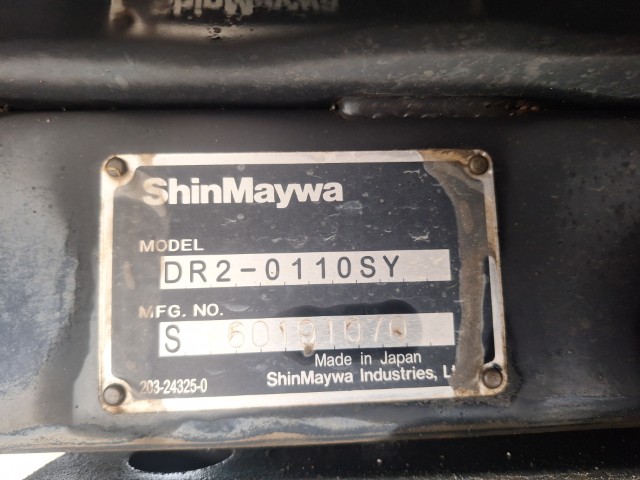 ShinMaywa
MODEL
DR2-0110SY
MFG. NO.
S
Made in Japan
203-24325-0
ShinMaywa Industries,